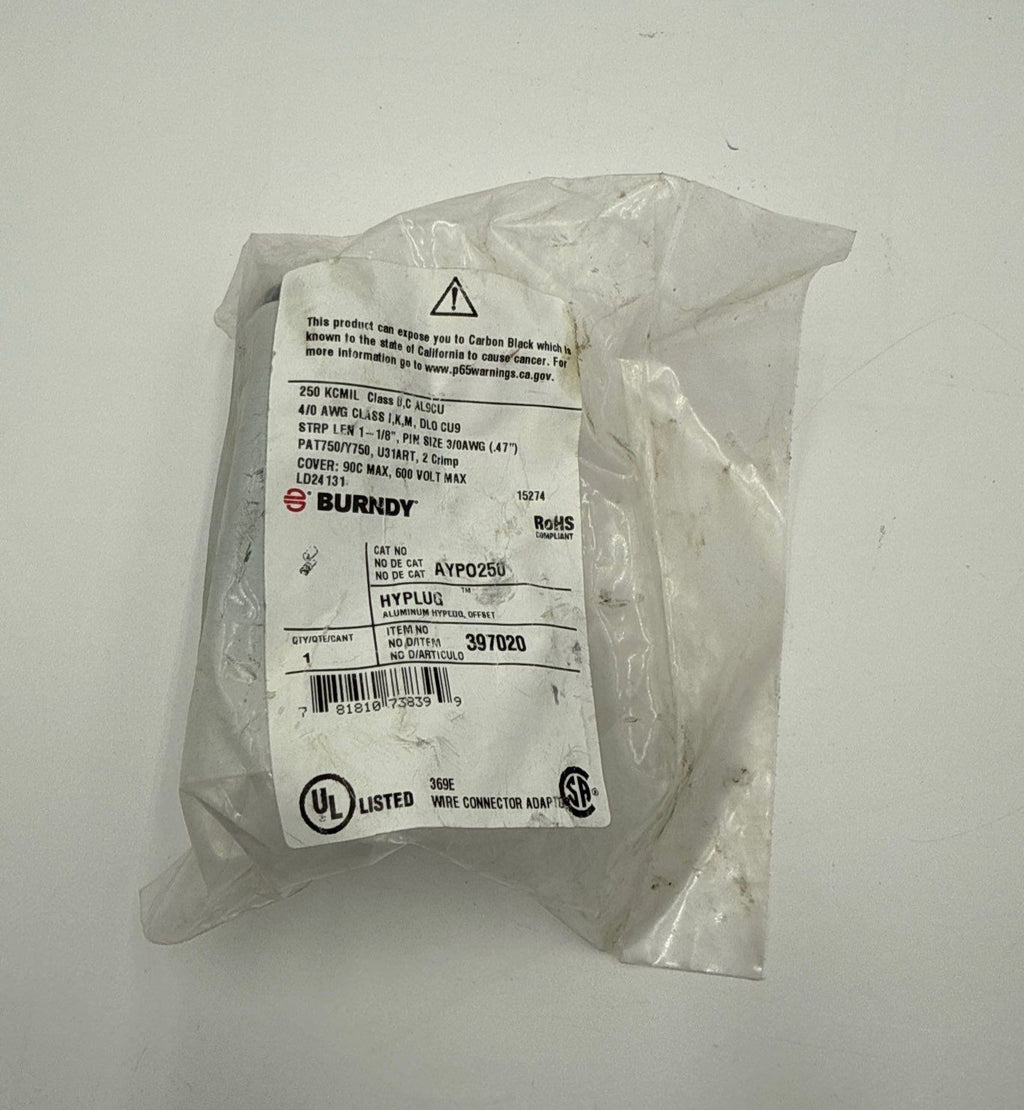 This product can expose you to Carbon Black which is
known to the state of California to cause cancer. For
more information go to www.p65warnings.ca.gov.
250 KCMIL Class B,C AL9CU
4/0 AWG CLASS I,K,M, DLO CU9
STRP LEN 1-1/8", PIN SIZE 3/0AWG (.47")
PAT750/Y750, U31ART, 2 Crimp
COVER: 90C MAX, 600 VOLT MAX
LD24131
15274
BURNDY
RoHS
COMPLIANT
CAT NO
NO DE CAT
NO DE CAT AYPO250
HYPLUG™
ALUMINUM HYPLUG, OFFSET
QTY/QTE/CANT
1
ITEM NO
NO D/ITEM 397020
NO D/ARTICULO
7 81810 73839 9
UL LISTED
369E
WIRE CONNECTOR ADAPT
SA®